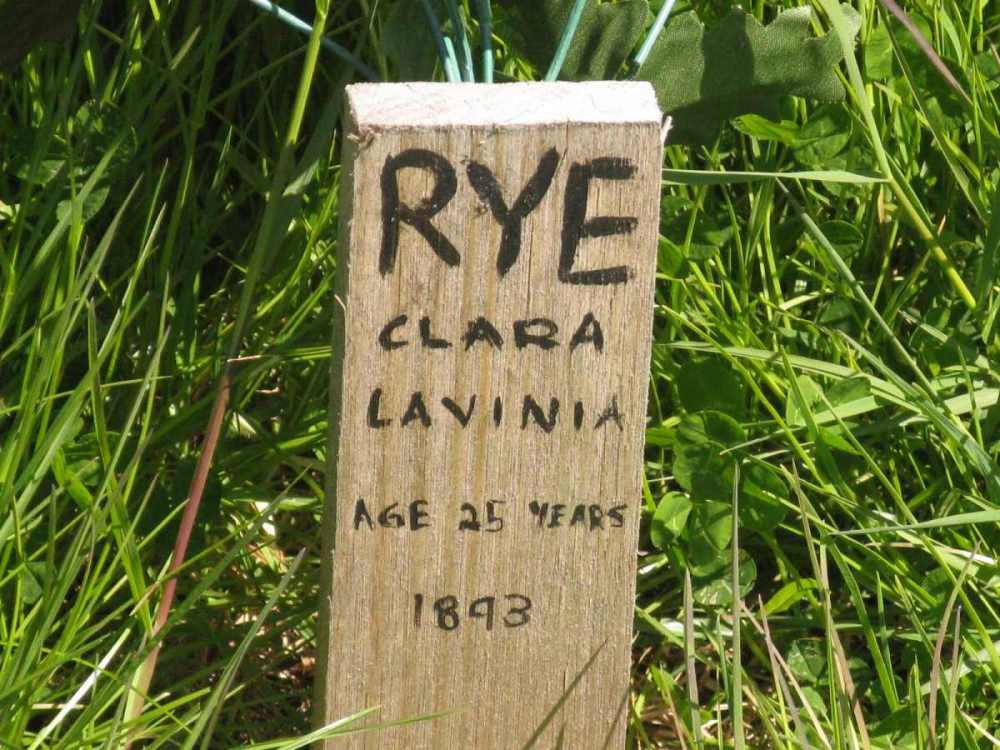 RYE
CLARA
LAVINIA
AGE 25 YEARS
1893